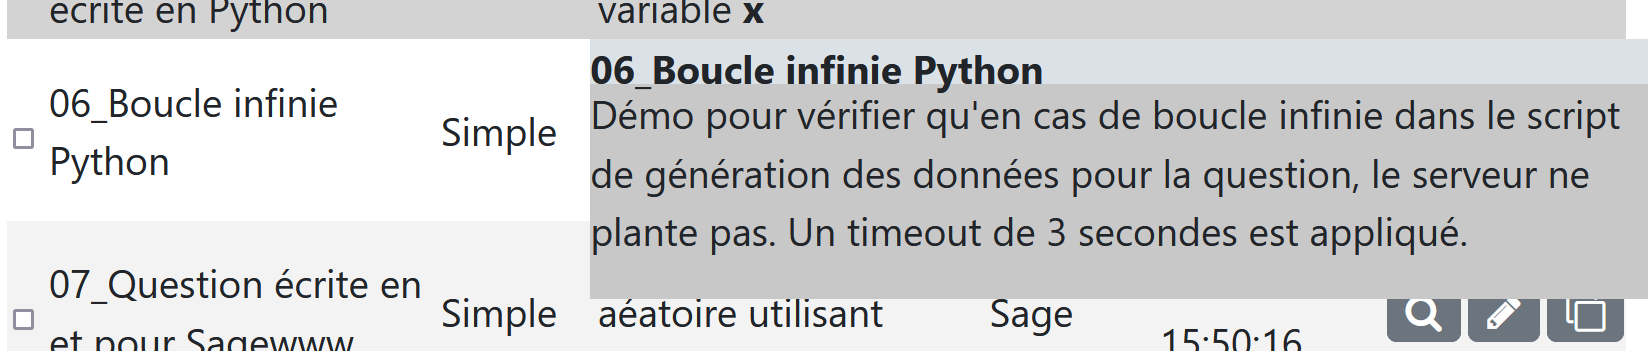 écrite en Python
variable x
06_Boucle infinie
Python
Simple
06_Boucle infinie Python
Démo pour vérifier qu'en cas de boucle infinie dans le script
de génération des données pour la question, le serveur ne
plante pas. Un timeout de 3 secondes est appliqué.
07_Question écrite en
et pour Sagewww
Simple
aéatoire utilisant
Sage
15:50:16